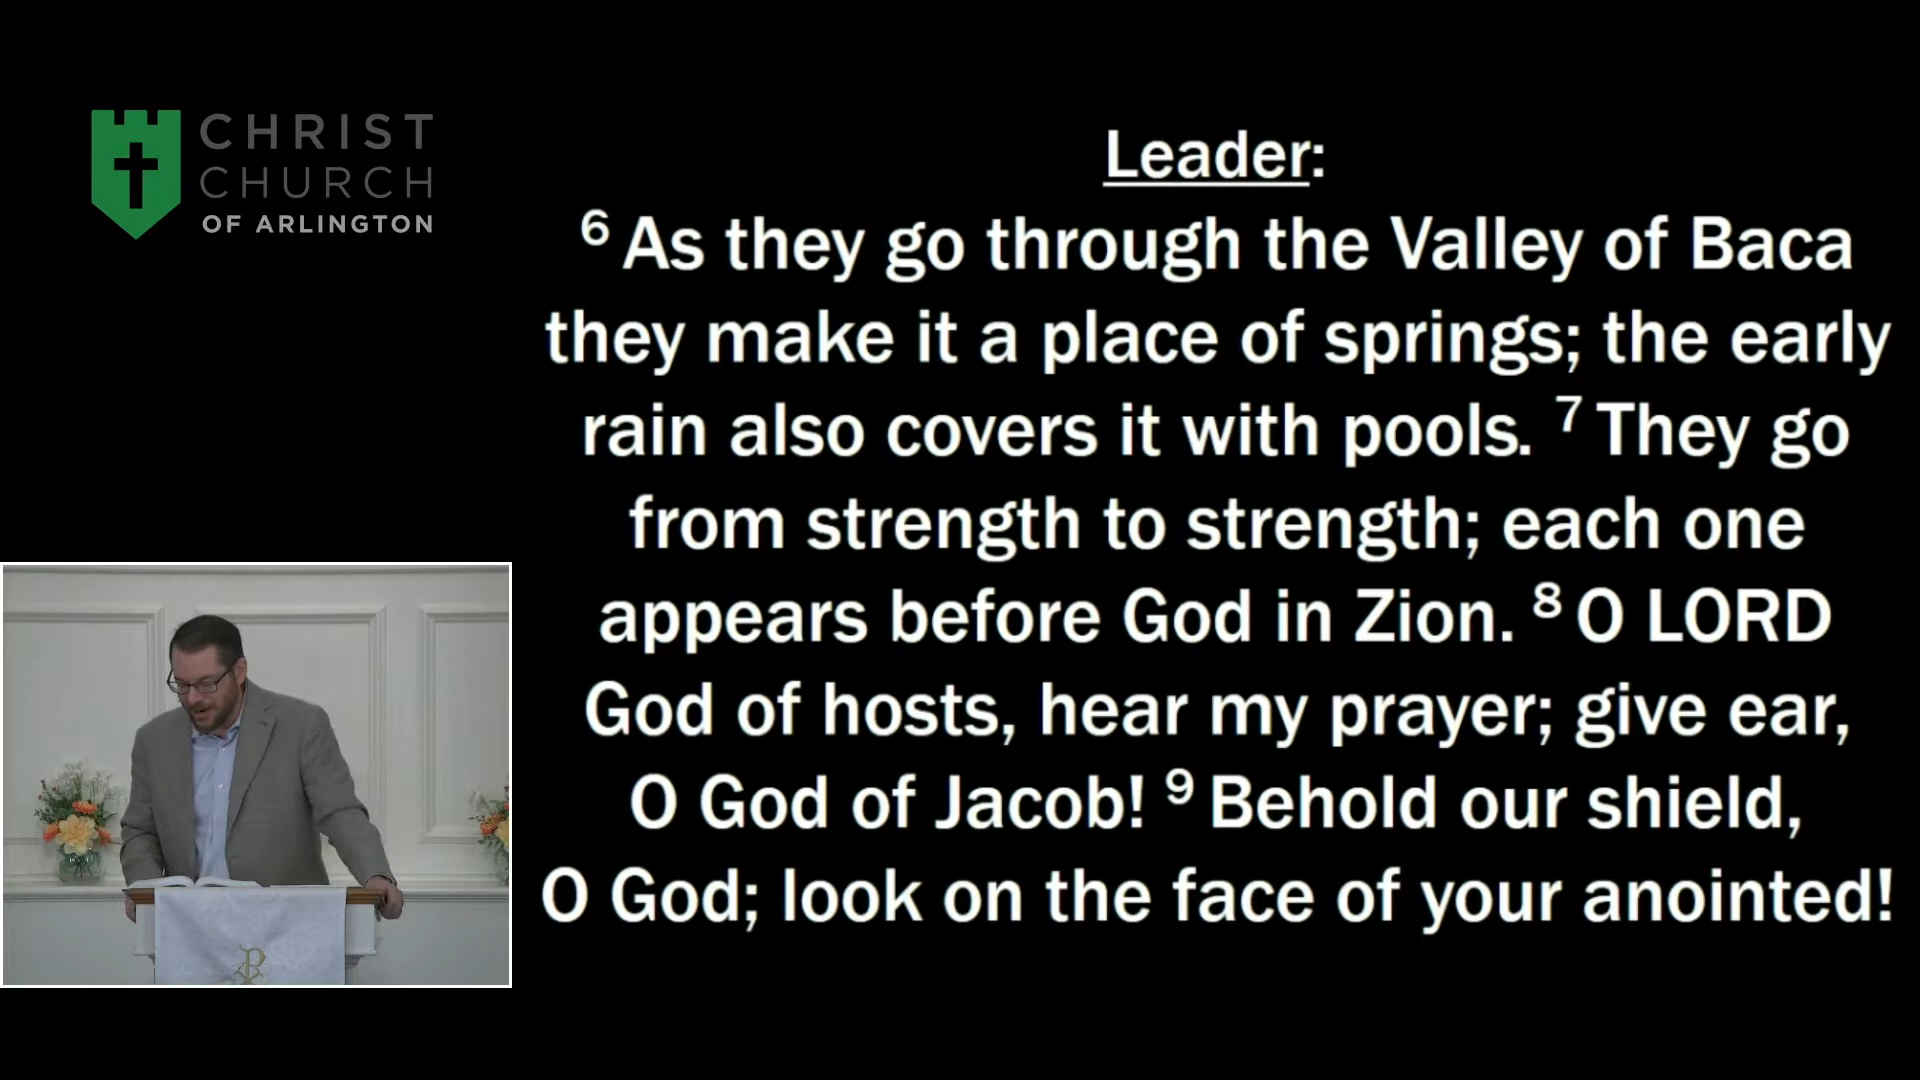 CHRIST
CHURCH
OF ARLINGTON
Leader:
6 As they go through the Valley of Baca
they make it a place of springs; the early
rain also covers it with pools. 7 They go
from strength to strength; each one
appears before God in Zion. 8 O LORD
God of hosts, hear my prayer; give ear,
O God of Jacob! 9 Behold our shield,
O God; look on the face of your anointed!